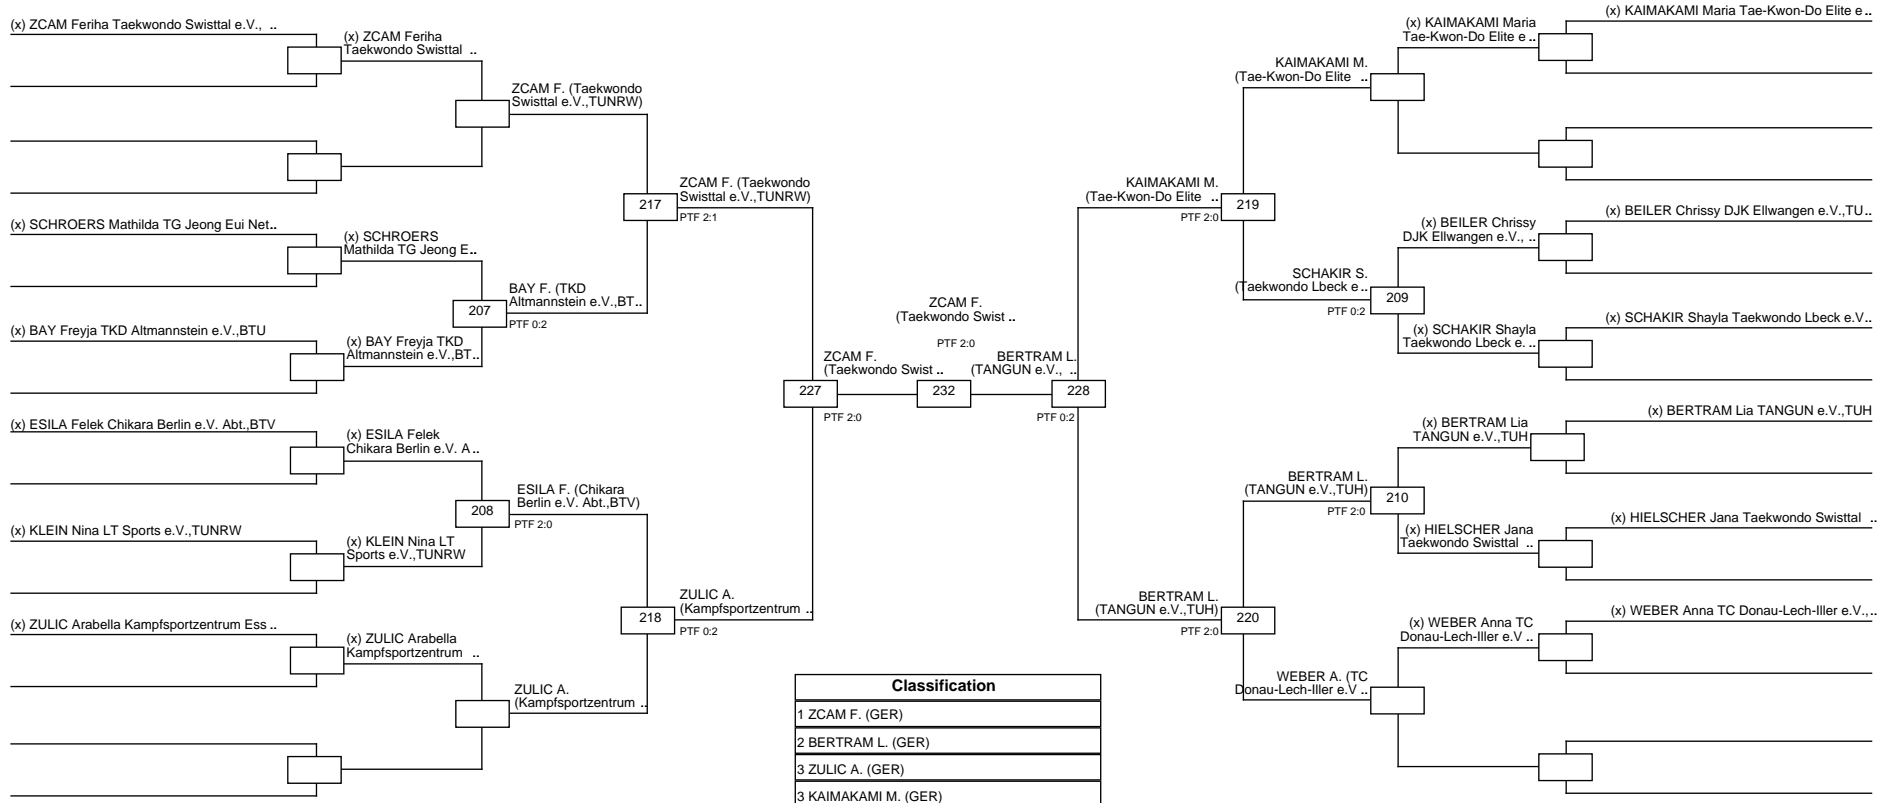 (x) ZCAM Feriha Taekwondo Swisttal e.V., ..
(x) ZCAM Feriha
Taekwondo Swisttal ..
ZCAM F. (Taekwondo
Swisttal e.V.,TUNRW)
217
ZCAM F. (Taekwondo
Swisttal e.V.,TUNRW)
PTF 2:1
(x) SCHROERS Mathilda TG Jeong Eui Net..
(x) SCHROERS
Mathilda TG Jeong E..
207
BAY F. (TKD
Altmannstein e.V.,BT..
PTF 0:2
(x) BAY Freyja TKD Altmannstein e.V.,BTU
(x) BAY Freyja TKD
Altmannstein e.V.,BT..
(x) ESILA Felek Chikara Berlin e.V. Abt.,BTV
(x) ESILA Felek
Chikara Berlin e.V. A..
208
ESILA F. (Chikara
Berlin e.V. Abt.,BTV)
PTF 2:0
(x) KLEIN Nina LT Sports e.V.,TUNRW
(x) KLEIN Nina LT
Sports e.V.,TUNRW
218
ZULIC A.
(Kampfsportzentrum ..
PTF 0:2
(x) ZULIC Arabella Kampfsportzentrum Ess ..
(x) ZULIC Arabella
Kampfsportzentrum ..
ZULIC A.
(Kampfsportzentrum ..
ZCAM F.
(Taekwondo Swist ..
PTF 2:0
ZCAM F.
(Taekwondo Swist ..
227
PTF 2:0
232
BERTRAM L.
(TANGUN e.V., ..
228
PTF 0:2
(x) KAIMAKAMI Maria Tae-Kwon-Do Elite e..
(x) KAIMAKAMI Maria
Tae-Kwon-Do Elite e ..
KAIMAKAMI M.
(Tae-Kwon-Do Elite ..
KAIMAKAMI M.
(Tae-Kwon-Do Elite ..
219
PTF 2:0
(x) BEILER Chrissy DJK Ellwangen e.V.,TU..
(x) BEILER Chrissy
DJK Ellwangen e.V., ..
SCHAKIR S.
(Taekwondo Lbeck e ..
209
PTF 0:2
(x) SCHAKIR Shayla Taekwondo Lbeck e.V..
(x) SCHAKIR Shayla
Taekwondo Lbeck e. ..
(x) BERTRAM Lia TANGUN e.V.,TUH
(x) BERTRAM Lia
TANGUN e.V.,TUH
BERTRAM L.
(TANGUN e.V.,TUH)
210
PTF 2:0
(x) HIELSCHER Jana Taekwondo Swisttal ..
(x) HIELSCHER Jana
Taekwondo Swisttal ..
BERTRAM L.
(TANGUN e.V.,TUH)
220
PTF 2:0
(x) WEBER Anna TC Donau-Lech-Iller e.V.,..
(x) WEBER Anna TC
Donau-Lech-Iller e.V ..
WEBER A. (TC
Donau-Lech-Iller e.V ..
Classification
1 ZCAM F. (GER)
2 BERTRAM L. (GER)
3 ZULIC A. (GER)
3 KAIMAKAMI M. (GER)